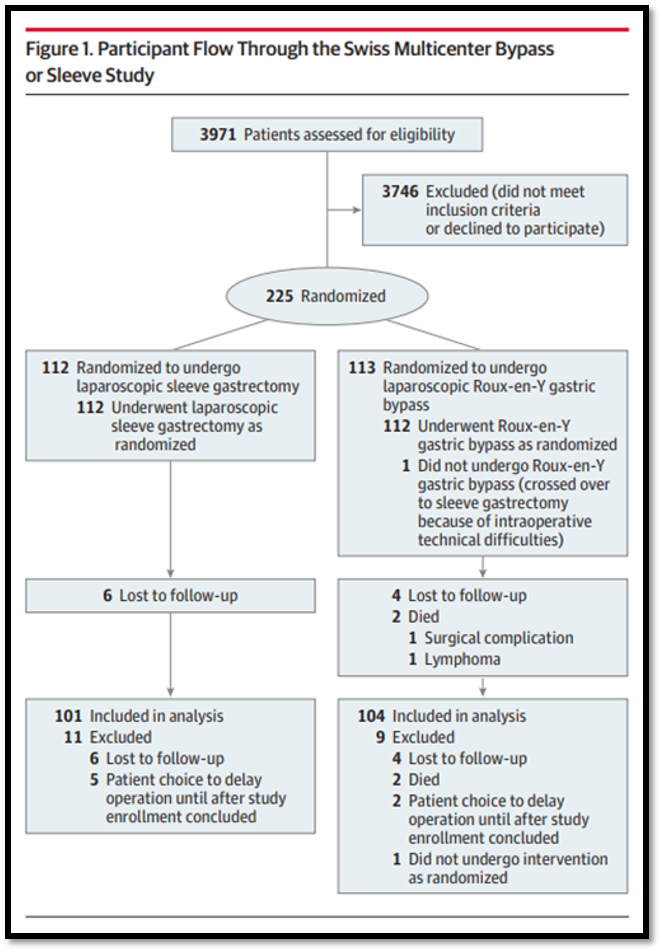 Figure 1. Participant Flow Through the Swiss Multicenter Bypass
or Sleeve Study
3971 Patients assessed for eligibility
3746 Excluded (did not meet
inclusion criteria
or declined to participate)
225 Randomized
112 Randomized to undergo
laparoscopic sleeve gastrectomy
112 Underwent laparoscopic
sleeve gastrectomy as
randomized
113 Randomized to undergo
laparoscopic Roux-en-Y gastric
bypass
112 Underwent Roux-en-Y
gastric bypass as randomized
1 Did not undergo Roux-en-Y
gastric bypass (crossed over
to sleeve gastrectomy
because of intraoperative
technical difficulties)
6 Lost to follow-up
4 Lost to follow-up
2 Died
1 Surgical complication
1 Lymphoma
101 Included in analysis
11 Excluded
6 Lost to follow-up
5 Patient choice to delay
operation until after study
enrollment concluded
104 Included in analysis
9 Excluded
4 Lost to follow-up
2 Died
2 Patient choice to delay
operation until after study
enrollment concluded
1 Did not undergo intervention
as randomized